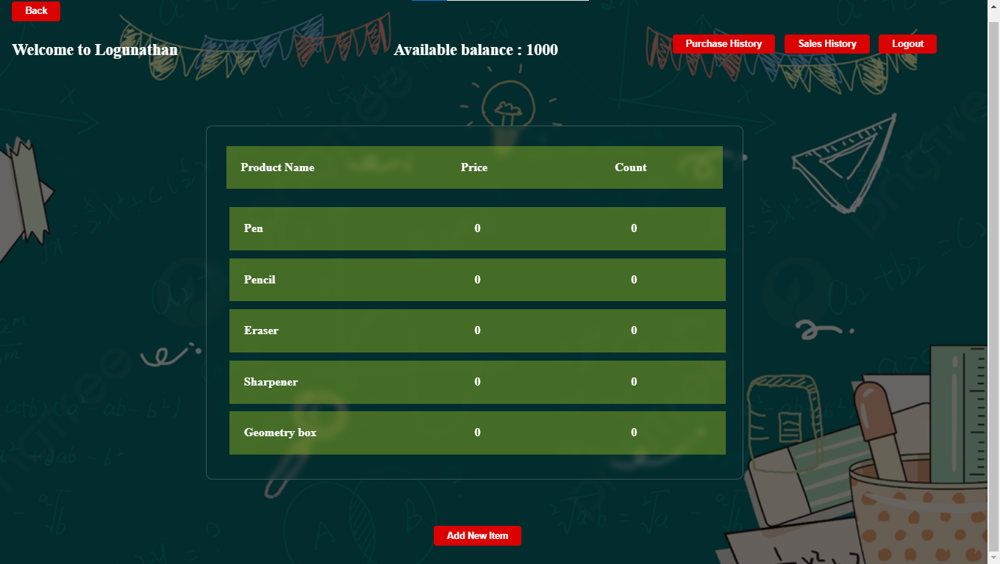 Back
Welcome to Logunathan
Available balance : 1000
Purchase History Sales History Logout
Product Name Price Count
Pen 0 0
Pencil 0 0
Eraser 0 0
Sharpener 0 0
Geometry box 0 0
Add New Item